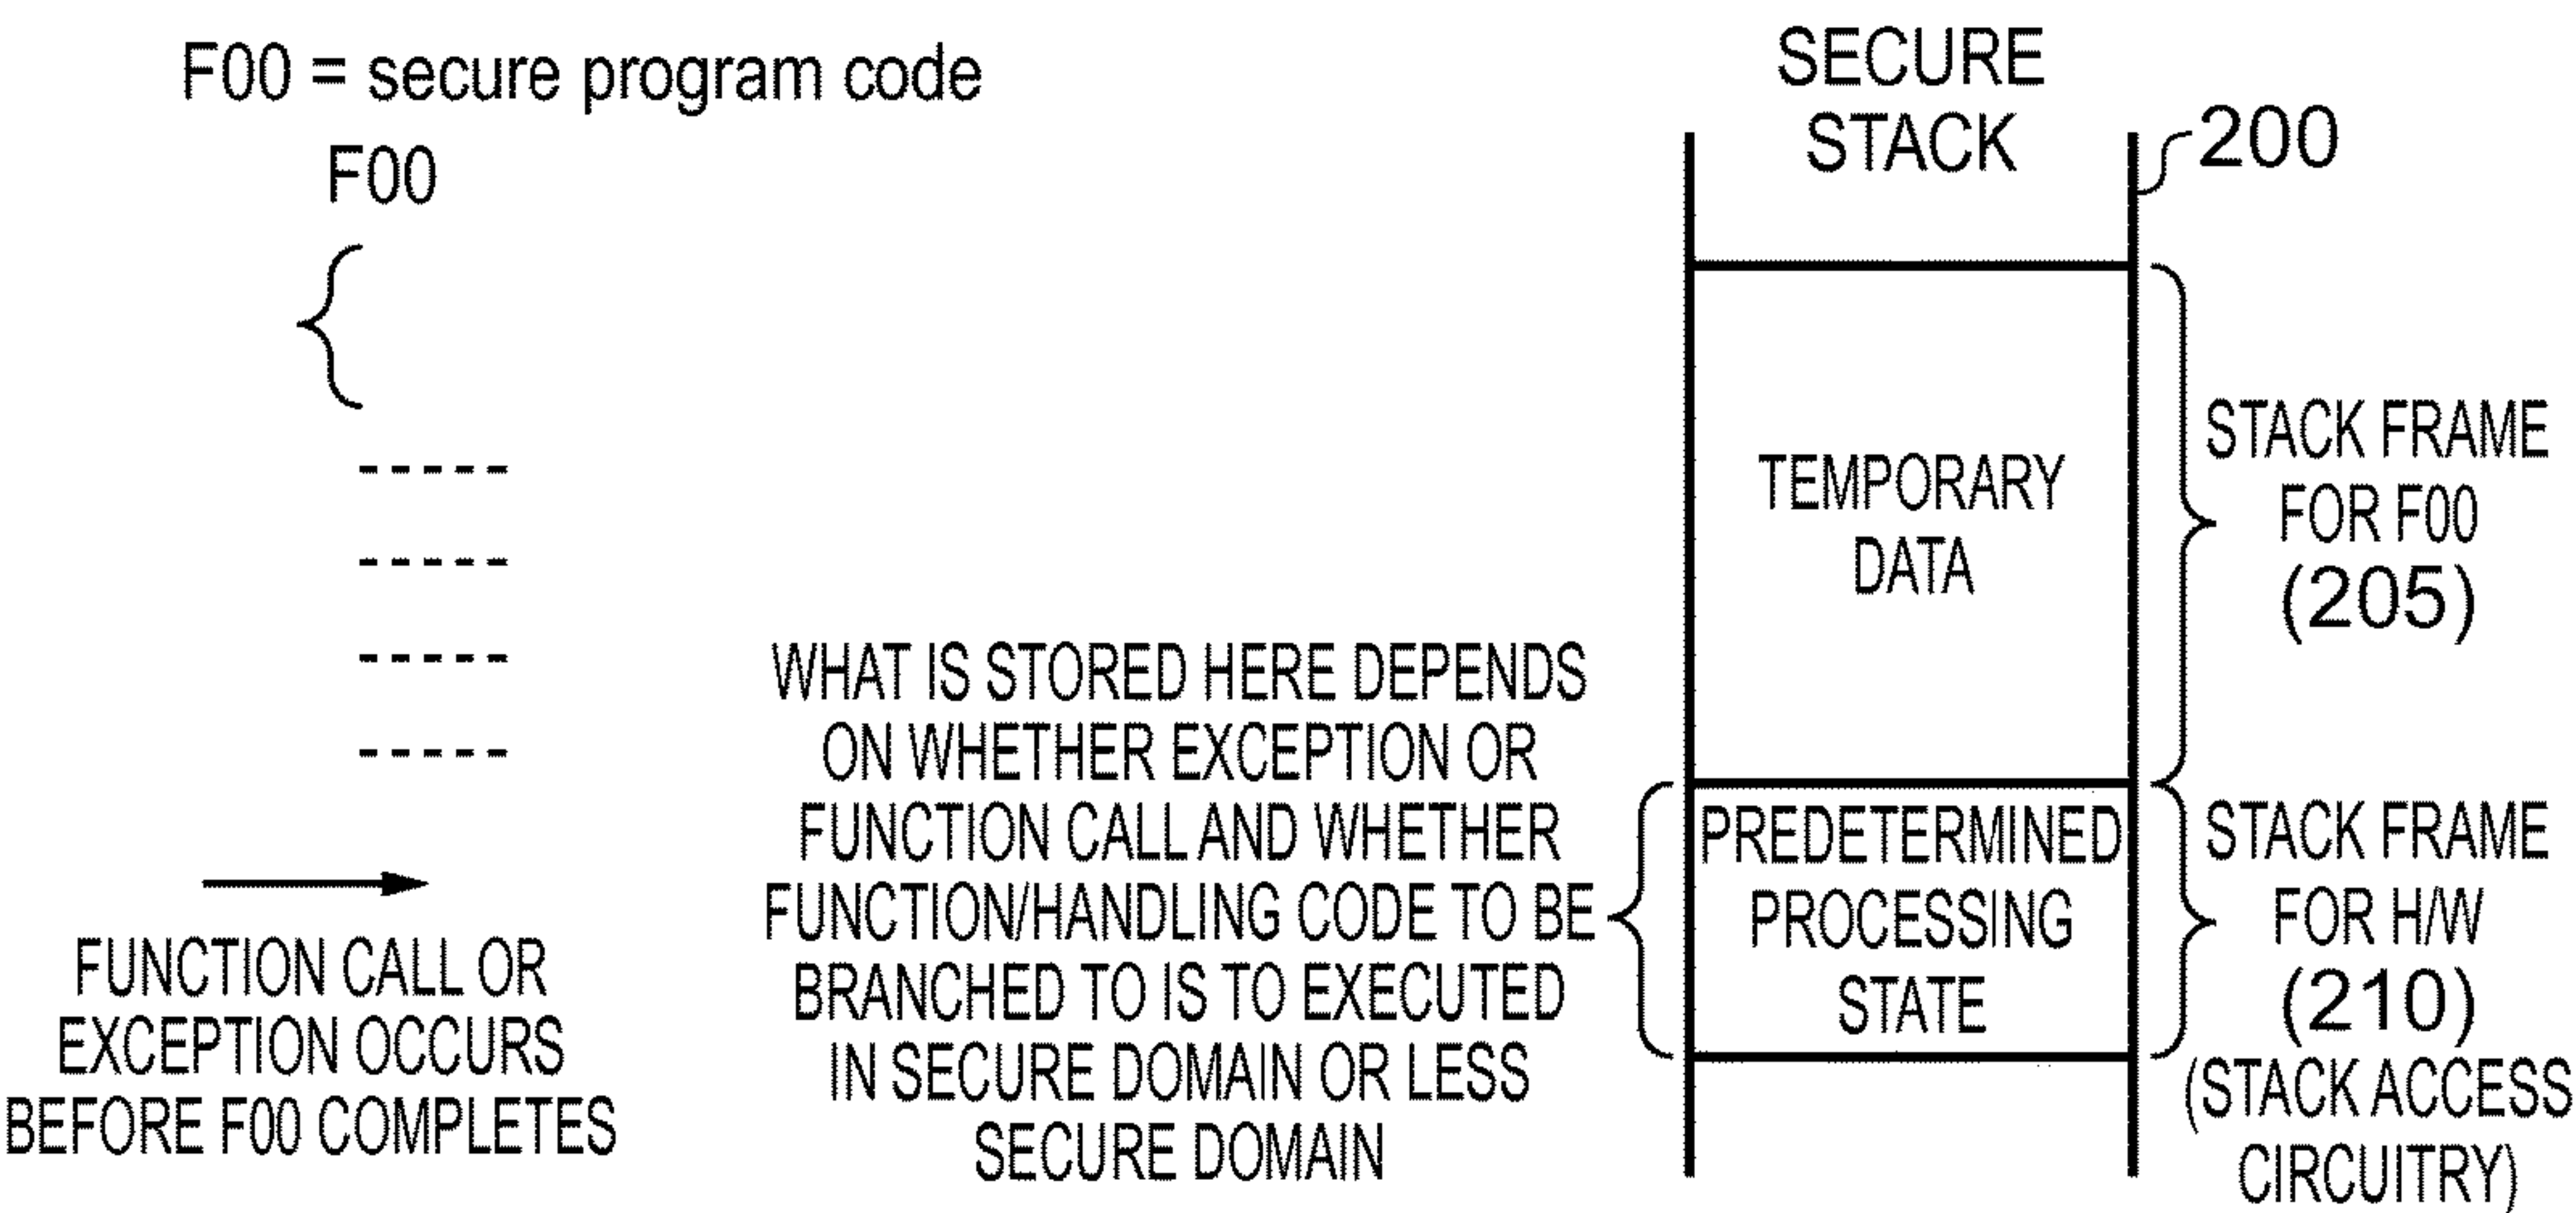 F00 = secure program code
F00
FUNCTION CALL OR
EXCEPTION OCCURS
BEFORE F00 COMPLETES
WHAT IS STORED HERE DEPENDS
ON WHETHER EXCEPTION OR
FUNCTION CALL AND WHETHER
FUNCTION/HANDLING CODE TO BE
BRANCHED TO IS TO EXECUTED
IN SECURE DOMAIN OR LESS
SECURE DOMAIN
SECURE
STACK
200
TEMPORARY
DATA
PREDETERMINED
PROCESSING
STATE
STACK FRAME
FOR F00
(205)
STACK FRAME
FOR H/W
(210)
(STACK ACCESS
CIRCUITRY)